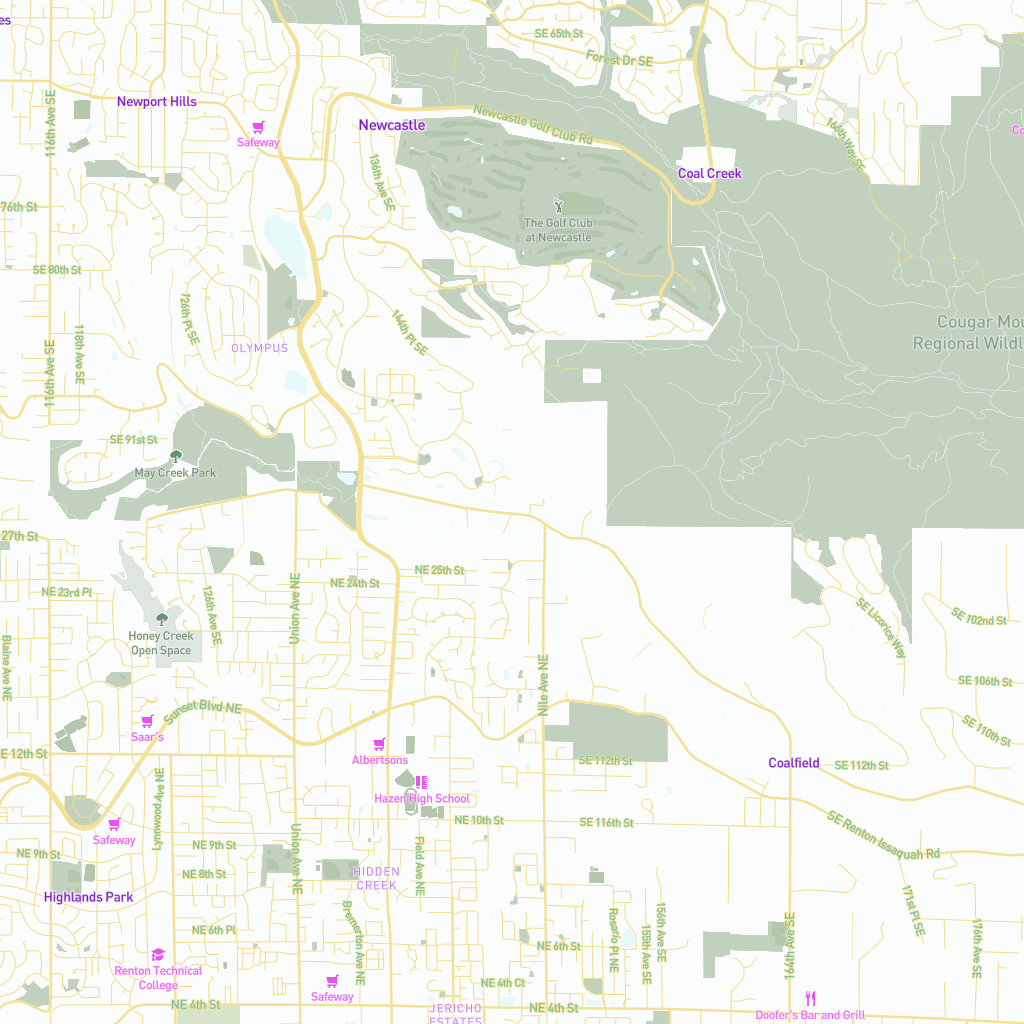 es
Newport Hills
Safeway
Newcastle
SE 65th St
Forest Dr SE
Newcastle Golf Club Rd
166th Way SE
Co
Coal Creek
116th Ave SE
136th Ave SE
76th St
The Golf Club
at Newcastle
SE 80th St
126th Pl SE
118th Ave SE
116th Ave SE
144th Pl SE
OLYMPUS
Cougar Mou
Regional Wildl
SE 91st St
May Creek Park
27th St
NE 23rd Pl
126th Ave SE
Union Ave NE
NE 24th St
NE 25th St
Honey Creek
Open Space
Blaine Ave NE
SE Licorice Way
SE 102nd St
SE 106th St
SE 110th St
Nile Ave NE
Sunset Blvd NE
Saar's
E 12th St
Albertsons
SE 112th St
Coalfield
SE 112th St
Hazen High School
Lynnwood Ave NE
Safeway
NE 10th St
SE 116th St
SE Renton Issaquah Rd
NE 9th St
NE 9th St
Union Ave NE
Field Ave NE
NE 8th St
HIDDEN
CREEK
Highlands Park
Bremerton Ave NE
NE 6th Pl
NE 6th St
Rosario Pl NE
155th Ave SE
156th Ave SE
164th Ave SE
171st Pl SE
176th Ave SE
Renton Technical
College
Safeway
NE 4th Ct
NE 4th St
NE 4th St
JERICHO
ESTATES
Doofer's Bar and Grill